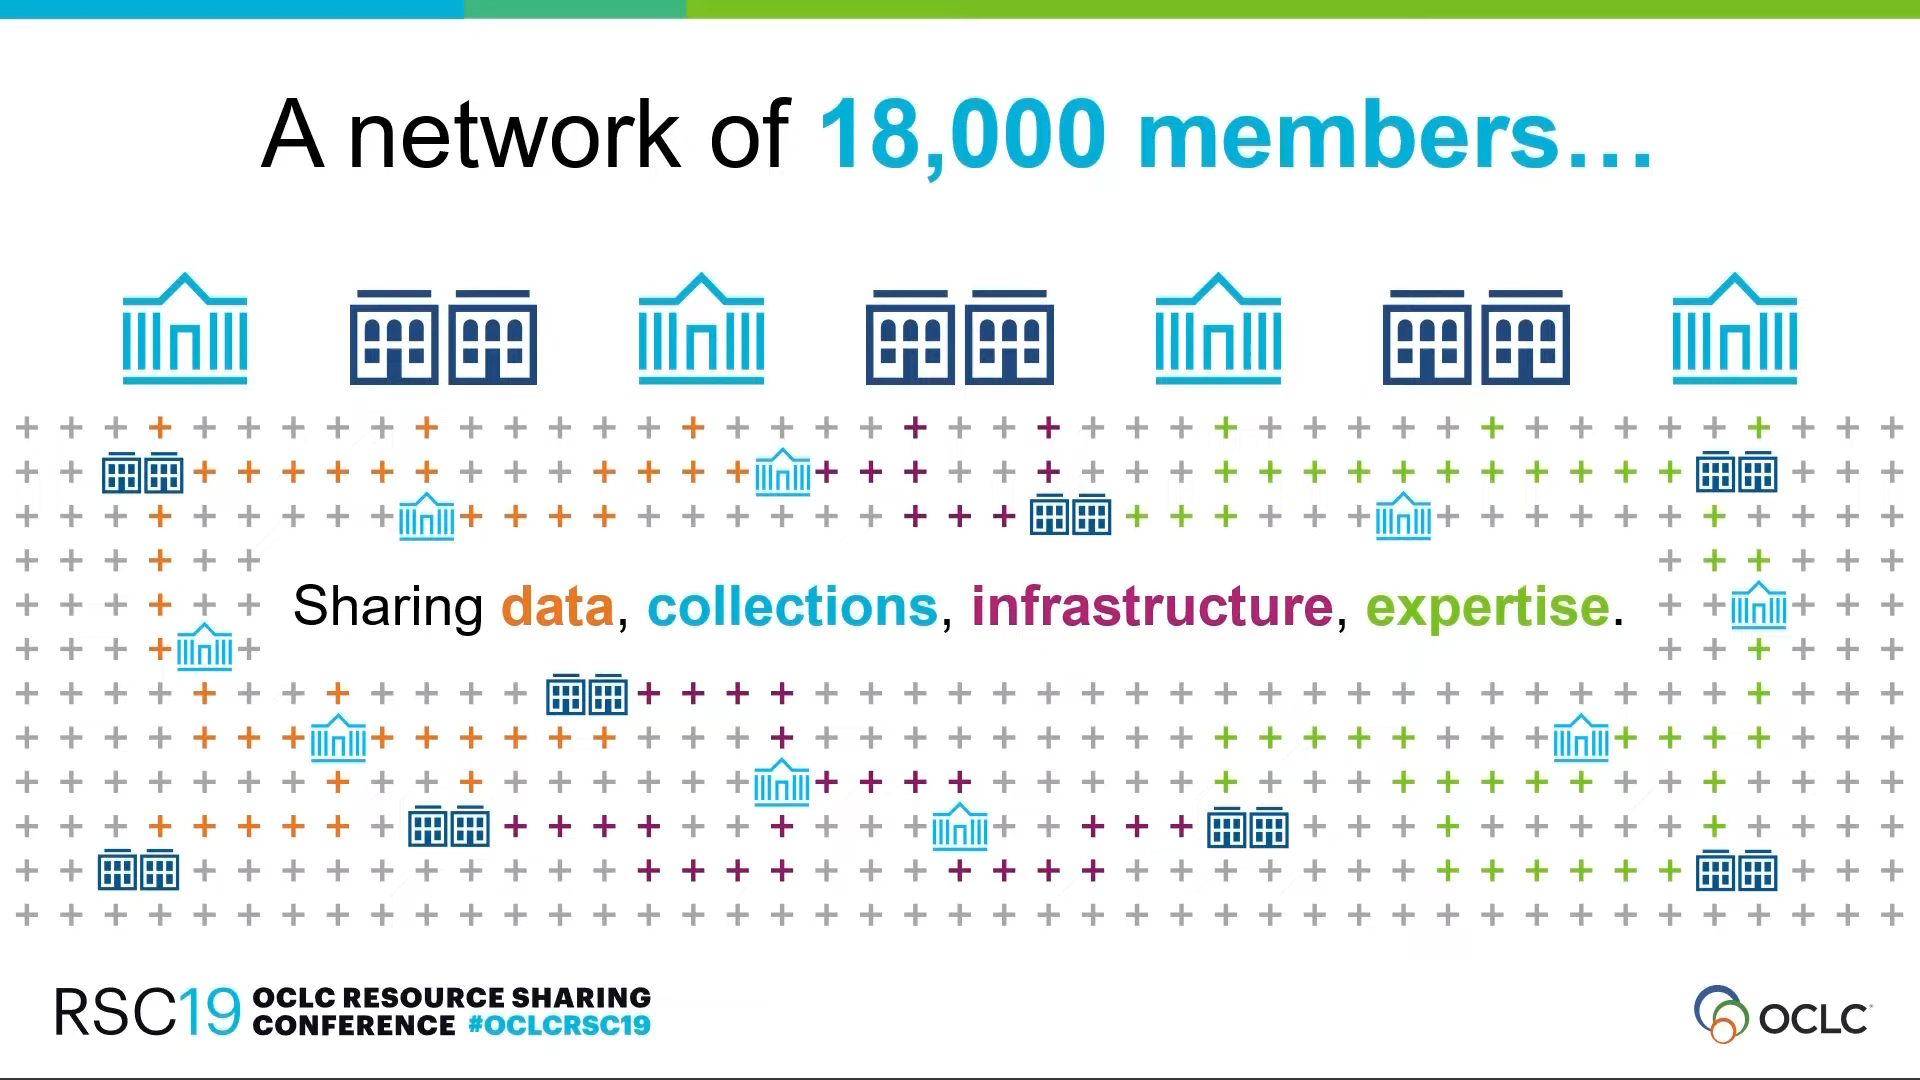 A network of 18,000 members…
Sharing data, collections, infrastructure, expertise.
RSC19 OCLC RESOURCE SHARING
CONFERENCE #OCLCRSC19
OCLC